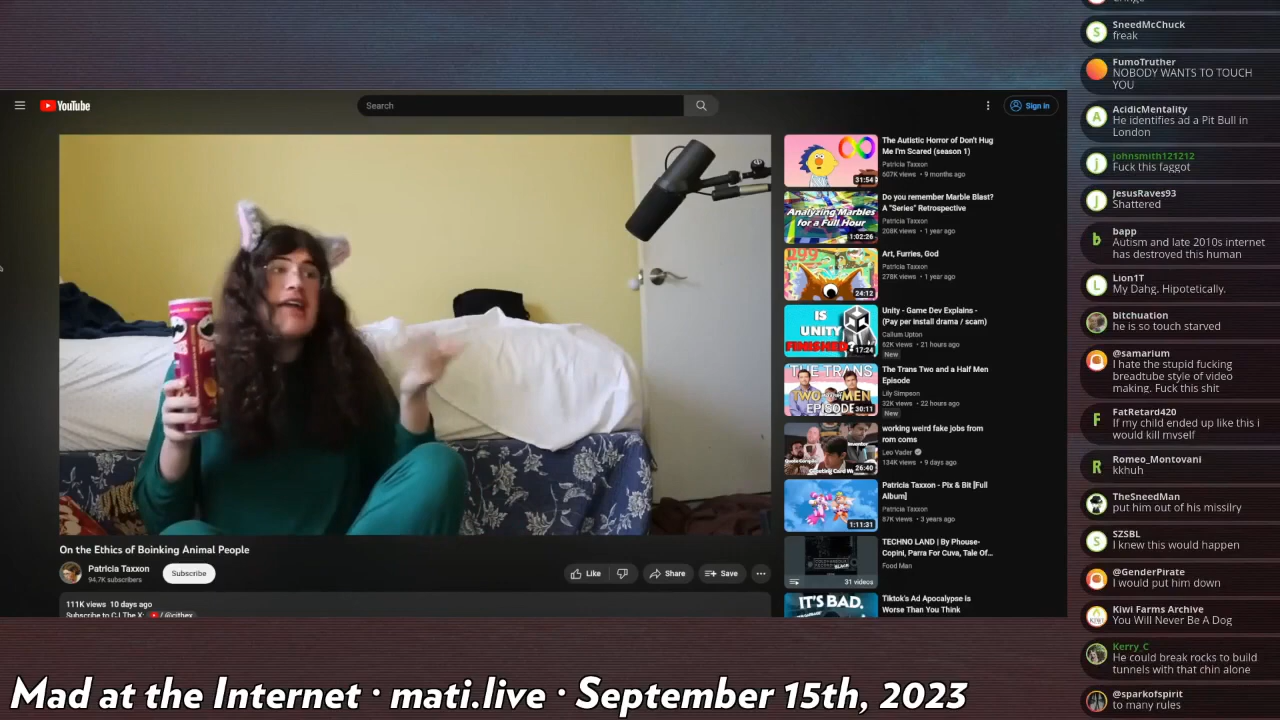 YouTube
Search
Sign in
The Autistic Horror of Don't Hug
Me I'm Scared (season 1)
Patricia Taxxon
607K views • 9 months ago
31:54
Analyzing Marbles
for a Full Hour
1:02:26
Do you remember Marble Blast?
A "Series" Retrospective
Patricia Taxxon
208K views • 1 year ago
299
24:12
Art, Furries, God
Patricia Taxxon
278K views • 1 year ago
IS
UNITY
FINISHED?
17:24
Unity - Game Dev Explains -
(Pay per install drama / scam)
Callum Upton
62K views • 21 hours ago
New
THE TRANS
TWO AND A HALF MEN
EPISODE
30:11
The Trans Two and a Half Men
Episode
Lily Simpson
32K views • 22 hours ago
New
26:40
working weird fake jobs from
rom coms
Leo Vader
134K views • 9 days ago
1:11:31
Patricia Taxxon - Pix & Bit [Full
Album]
Patricia Taxxon
87K views • 3 years ago
31 videos
TECHNO LAND | By Phouse-
Copini, Parra For Cuva, Tale Of...
Food Man
IT'S BAD.
Tiktok's Ad Apocalypse is
Worse Than You Think
On the Ethics of Boinking Animal People
Patricia Taxxon
94.7K subscribers
Subscribe
Like
Share
Save
111K views 10 days ago
Subscribe to CJ The X: / @cjthex
SneedMcChuck
freak
FumoTruther
NOBODY WANTS TO TOUCH
YOU
AcidicMentality
He identifies ad a Pit Bull in
London
johnsmith121212
Fuck this faggot
JesusRaves93
Shattered
bapp
Autism and late 2010s internet
has destroyed this human
Lion1T
My Dahg. Hipotetically.
bitchuation
he is so touch starved
@samarium
I hate the stupid fucking
breadtube style of video
making. Fuck this shit
FatRetard420
If my child ended up like this i
would kill myself
Romeo_Montovani
kkhuh
TheSneedMan
put him out of his missilry
SZSBL
I knew this would happen
@GenderPirate
I would put him down
Kiwi Farms Archive
You Will Never Be A Dog
Kerry_C
He could break rocks to build
tunnels with that chin alone
@sparkofspirit
to many rules
Mad at the Internet · mati.live · September 15th, 2023